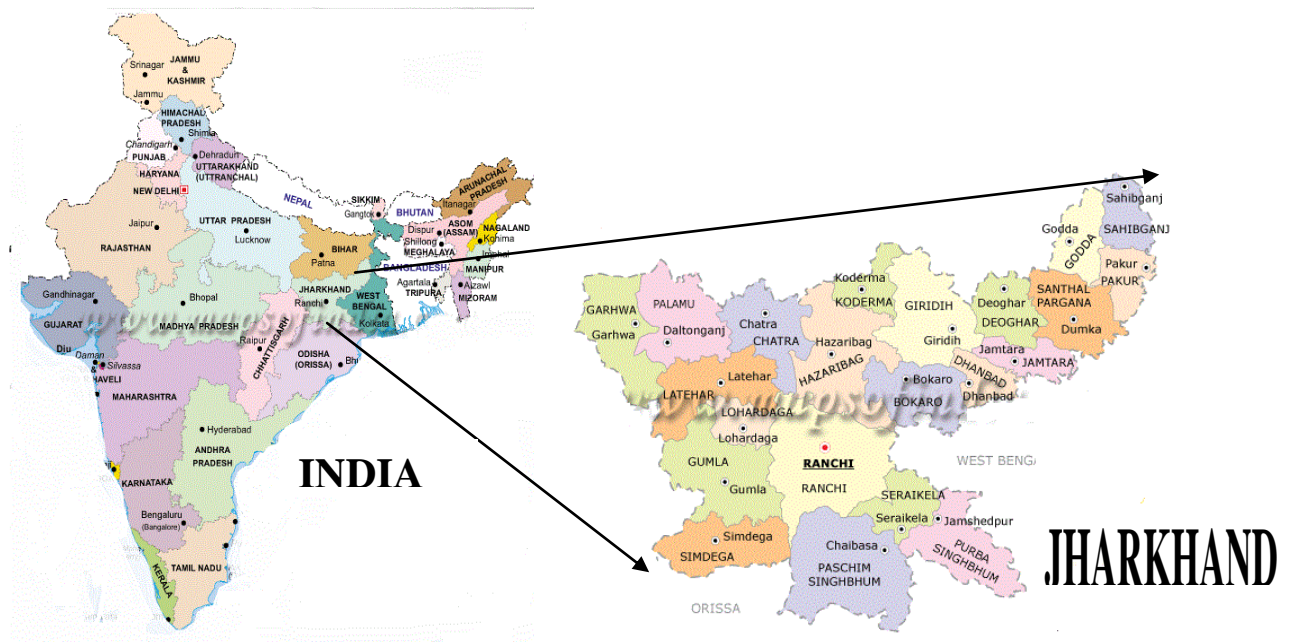 JAMMU
&
KASHMIR
Srinagar
Jammu
HIMACHAL
PRADESH
Shimla
Chandigarh
PUNJAB
Dehradun
UTTARAKHAND
(UTTRANCHAL)
HARYANA
NEW DELHI
NEPAL
SIKKIM
Gangtok
BHUTAN
ARUNACHAL
PRADESH
Itanagar
Jaipur
RAJASTHAN
UTTAR PRADESH
Lucknow
Dispur
ASOM
(ASSAM)
NAGALAND
Kohima
Shillong
MEGHALAYA
BIHAR
Patna
BANGLADESH
Imphal
MANIPUR
Agartala
TRIPURA
Aizawl
MIZORAM
JHARKHAND
Ranchi
WEST
BENGAL
Kolkata
Gandhinagar
GUJARAT
Bhopal
MADHYA PRADESH
Diu
Daman
&
Silvassa
HAVELI
Raipur
CHHATTISGARH
ODISHA
(ORISSA)
Bh
MAHARASHTRA
Hyderabad
ANDHRA
PRADESH
KARNATAKA
Bengaluru
(Bangalore)
TAMIL NADU
KERALA
INDIA
Sahibganj
SAHIBGANJ
Godda
GODDA
Pakur
PAKUR
Koderma
KODERMA
GIRIDIH
Giridih
Deoghar
DEOGHAR
SANTHAL
PARGANA
Dumka
GARHWA
Garhwa
PALAMU
Daltonganj
Chatra
CHATRA
Hazaribag
HAZARIBAG
Jamtara
JAMTARA
DHANBAD
Dhanbad
Bokaro
BOKARO
Latehar
LATEHAR
LOHARDAGA
Lohardaga
RANCHI
RANCHI
WEST BENGA
GUMLA
Gumla
SERAIKELA
Seraikela
Jamshedpur
PURBA
SINGHBHUM
Simdega
SIMDEGA
Chaibasa
PASCHIM
SINGHBHUM
ORISSA
JHARKHAND